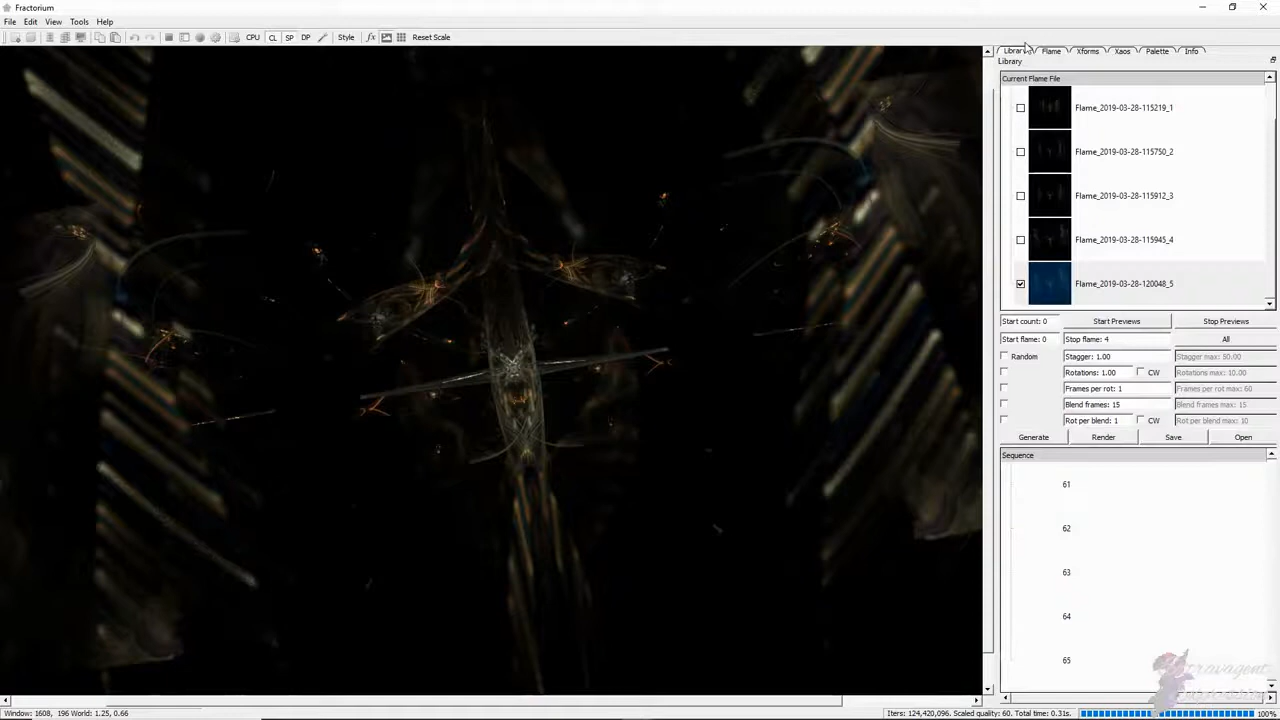 Fractorium
File Edit View Tools Help
CPU CL SP DP Style fx Reset Scale
Library Flame Xforms Xaos Palette Info
Library
Current Flame File
Flame_2019-03-28-115219_1
Flame_2019-03-28-115750_2
Flame_2019-03-28-115912_3
Flame_2019-03-28-115945_4
Flame_2019-03-28-120048_5
Start count: 0 Start Previews Stop Previews
Start flame: 0 Stop flame: 4 All
Random Stagger: 1.00 Stagger max: 50.00
Rotations: 1.00 CW Rotations max: 10.00
Frames per rot: 1 Frames per rot max: 60
Blend frames: 15 Blend frames max: 15
Rot per blend: 1 CW Rot per blend max: 10
Generate Render Save Open
Sequence
61
62
63
64
65
Window: 1608, 196 World: 1.25, 0.66 Iters: 124,420,096. Scaled quality: 60. Total time: 0.31s. 100%